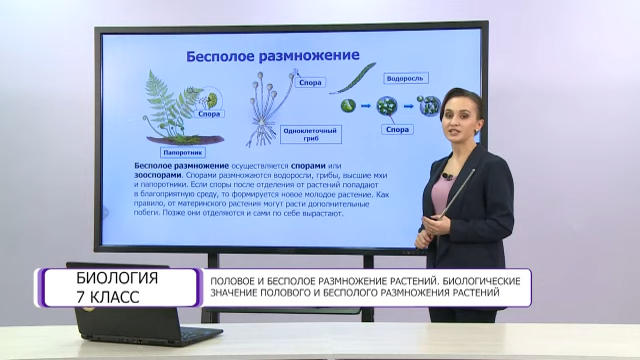 Бесполое размножение
Спора
Водоросль
Спора
Одноклеточный
гриб
Спора
Папоротник
Бесполое размножение осуществляется спорами или
зооспорами. Спорами размножаются водоросли, грибы, высшие мхи
и папоротники. Если споры после отделения от растений попадают
в благоприятную среду, то формируется новое молодое растение. Как
правило, от материнского растения могут расти дополнительные
побеги. Позже они отделяются и сами по себе вырастают.
БИОЛОГИЯ
7 КЛАСС
ПОЛОВОЕ И БЕСПОЛОЕ РАЗМНОЖЕНИЕ РАСТЕНИЙ. БИОЛОГИЧЕСКИЕ
ЗНАЧЕНИЕ ПОЛОВОГО И БЕСПОЛОГО РАЗМНОЖЕНИЯ РАСТЕНИЙ